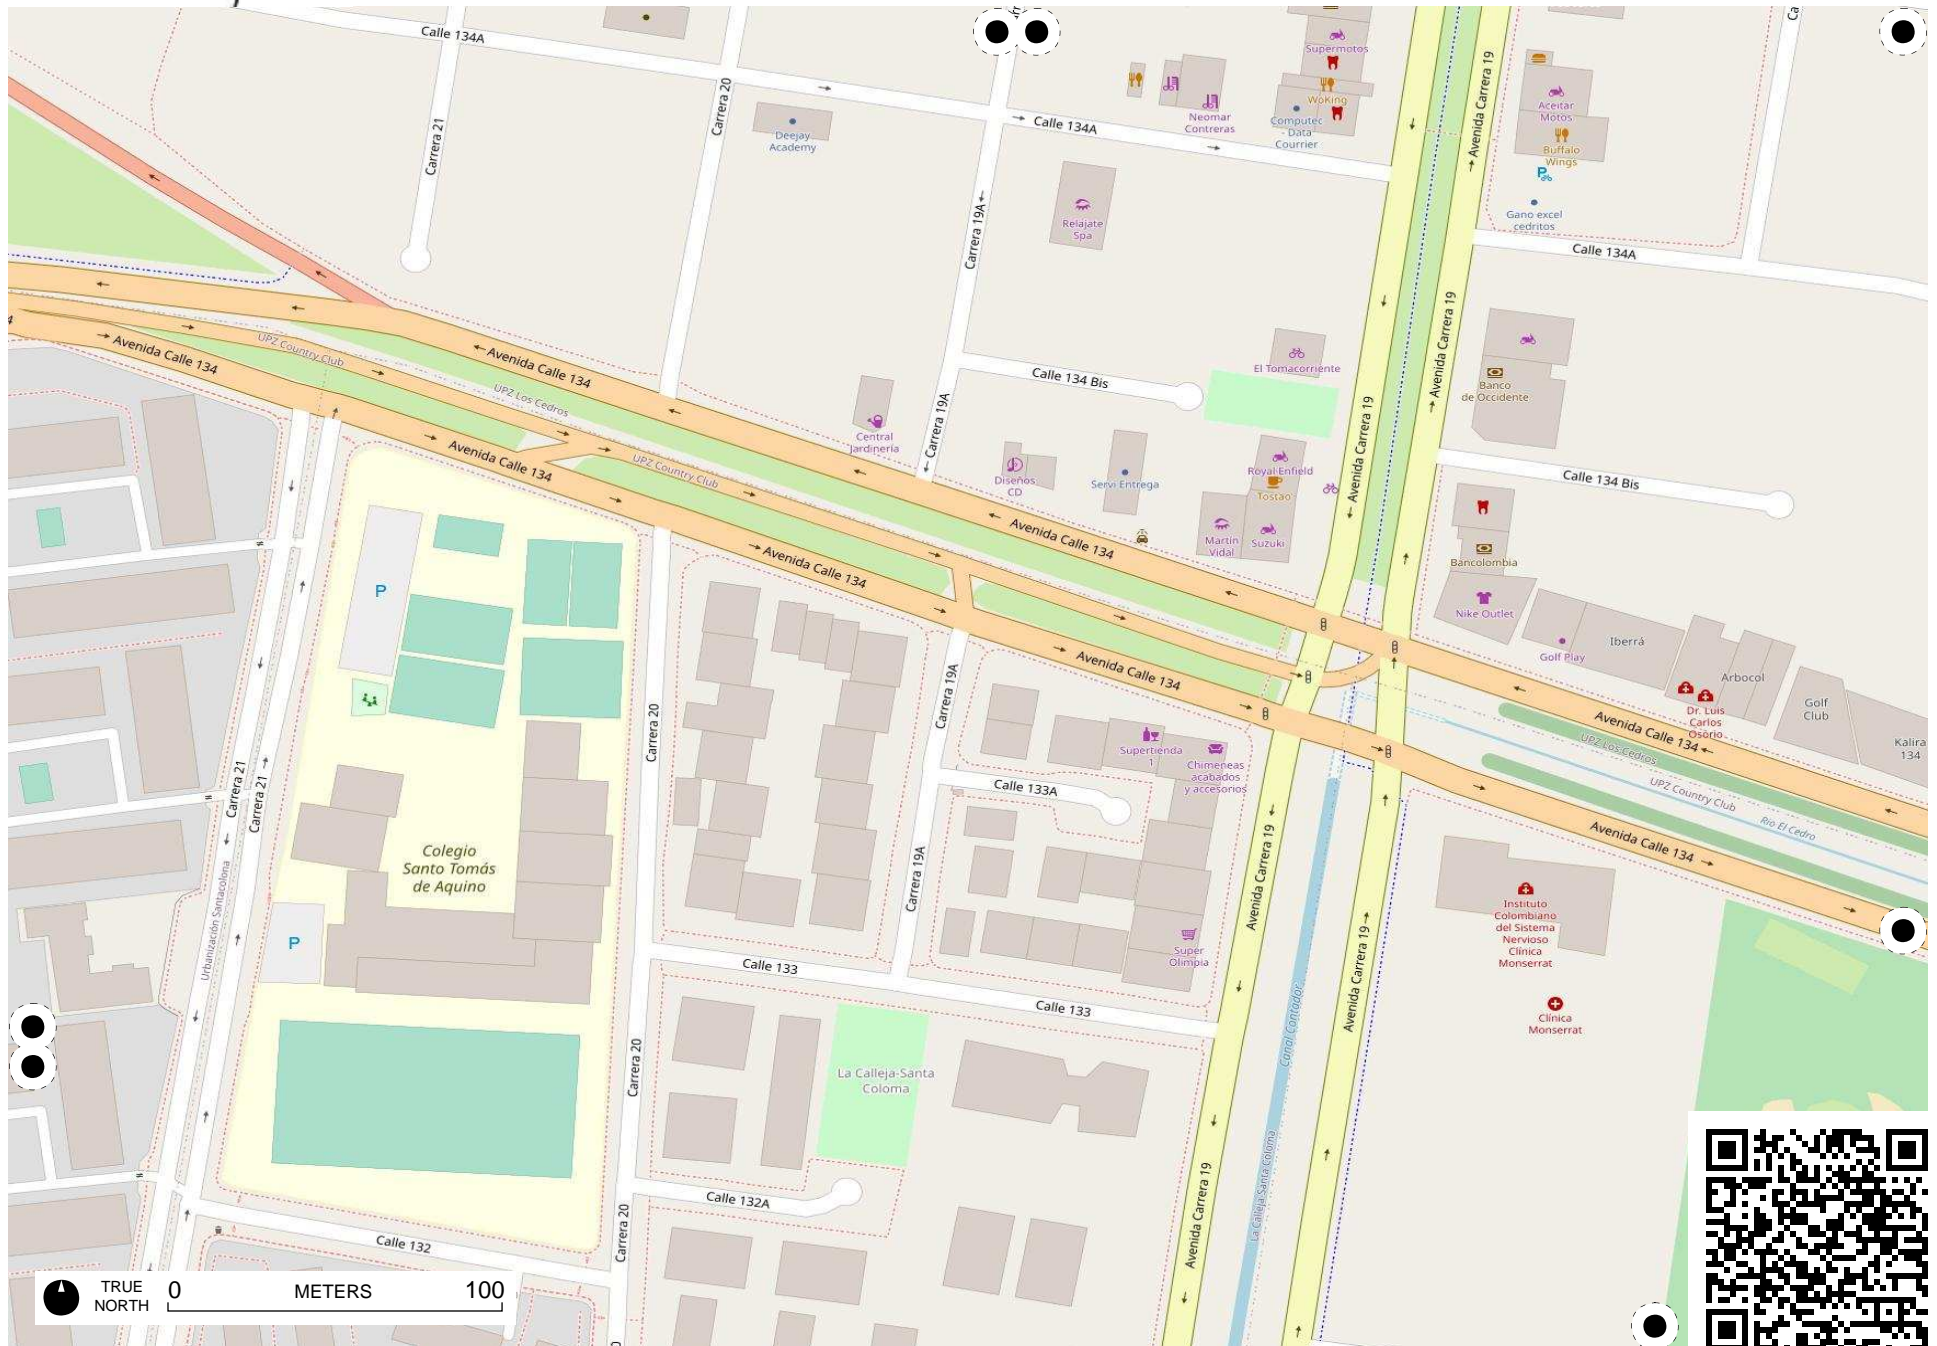 Calle 134A
Carrera 21
Carrera 20
Deejay
Academy
Calle 134A
Carrera 19A
Neomar
Contreras
Supermotos
WoKing
Computec
- Data
Courrier
Avenida Carrera 19
Aceitar
Motos
Buffalo
Wings
Gano excel
cedritos
Ca
Calle 134A
Relajate
Spa
Avenida Carrera 19
Calle 134 Bis
El Tomacorriente
Banco
de Occidente
Avenida Carrera 19
Avenida Calle 134
UPZ Country Club
Avenida Calle 134
UPZ Los Cedros
Central
Jardinería
Carrera 19A
Diseños
CD
Servi Entrega
Royal Enfield
Tostao
Martin
Vidal
Suzuki
Calle 134 Bis
Bancolombia
Nike Outlet
Golf Play
Iberrá
Arbocol
Golf
Club
Kalira
134
Dr. Luis
Carlos
Osorio
Avenida Calle 134
UPZ Country Club
Avenida Calle 134
Avenida Calle 134
Avenida Calle 134
Avenida Calle 134
UPZ Los Cedros
UPZ Country Club
Rio El Cedro
Avenida Calle 134
P
Carrera 20
Carrera 19A
Supertienda
1
Chimeneas
acabados
y accesorios
Calle 133A
Carrera 21
Carrera 21
Colegio
Santo Tomás
de Aquino
P
Urbanización Santacoloma
Carrera 19A
Avenida Carrera 19
Avenida Carrera 19
Super
Olimpia
Instituto
Colombiano
del Sistema
Nervioso
Clínica
Monserrat
Clínica
Monserrat
Calle 133
Calle 133
Canal Contador
Carrera 20
La Calleja-Santa
Coloma
La Calleja-Santa Coloma
Calle 132A
Avenida Carrera 19
Carrera 20
Calle 132
TRUE
NORTH
0 METERS 100